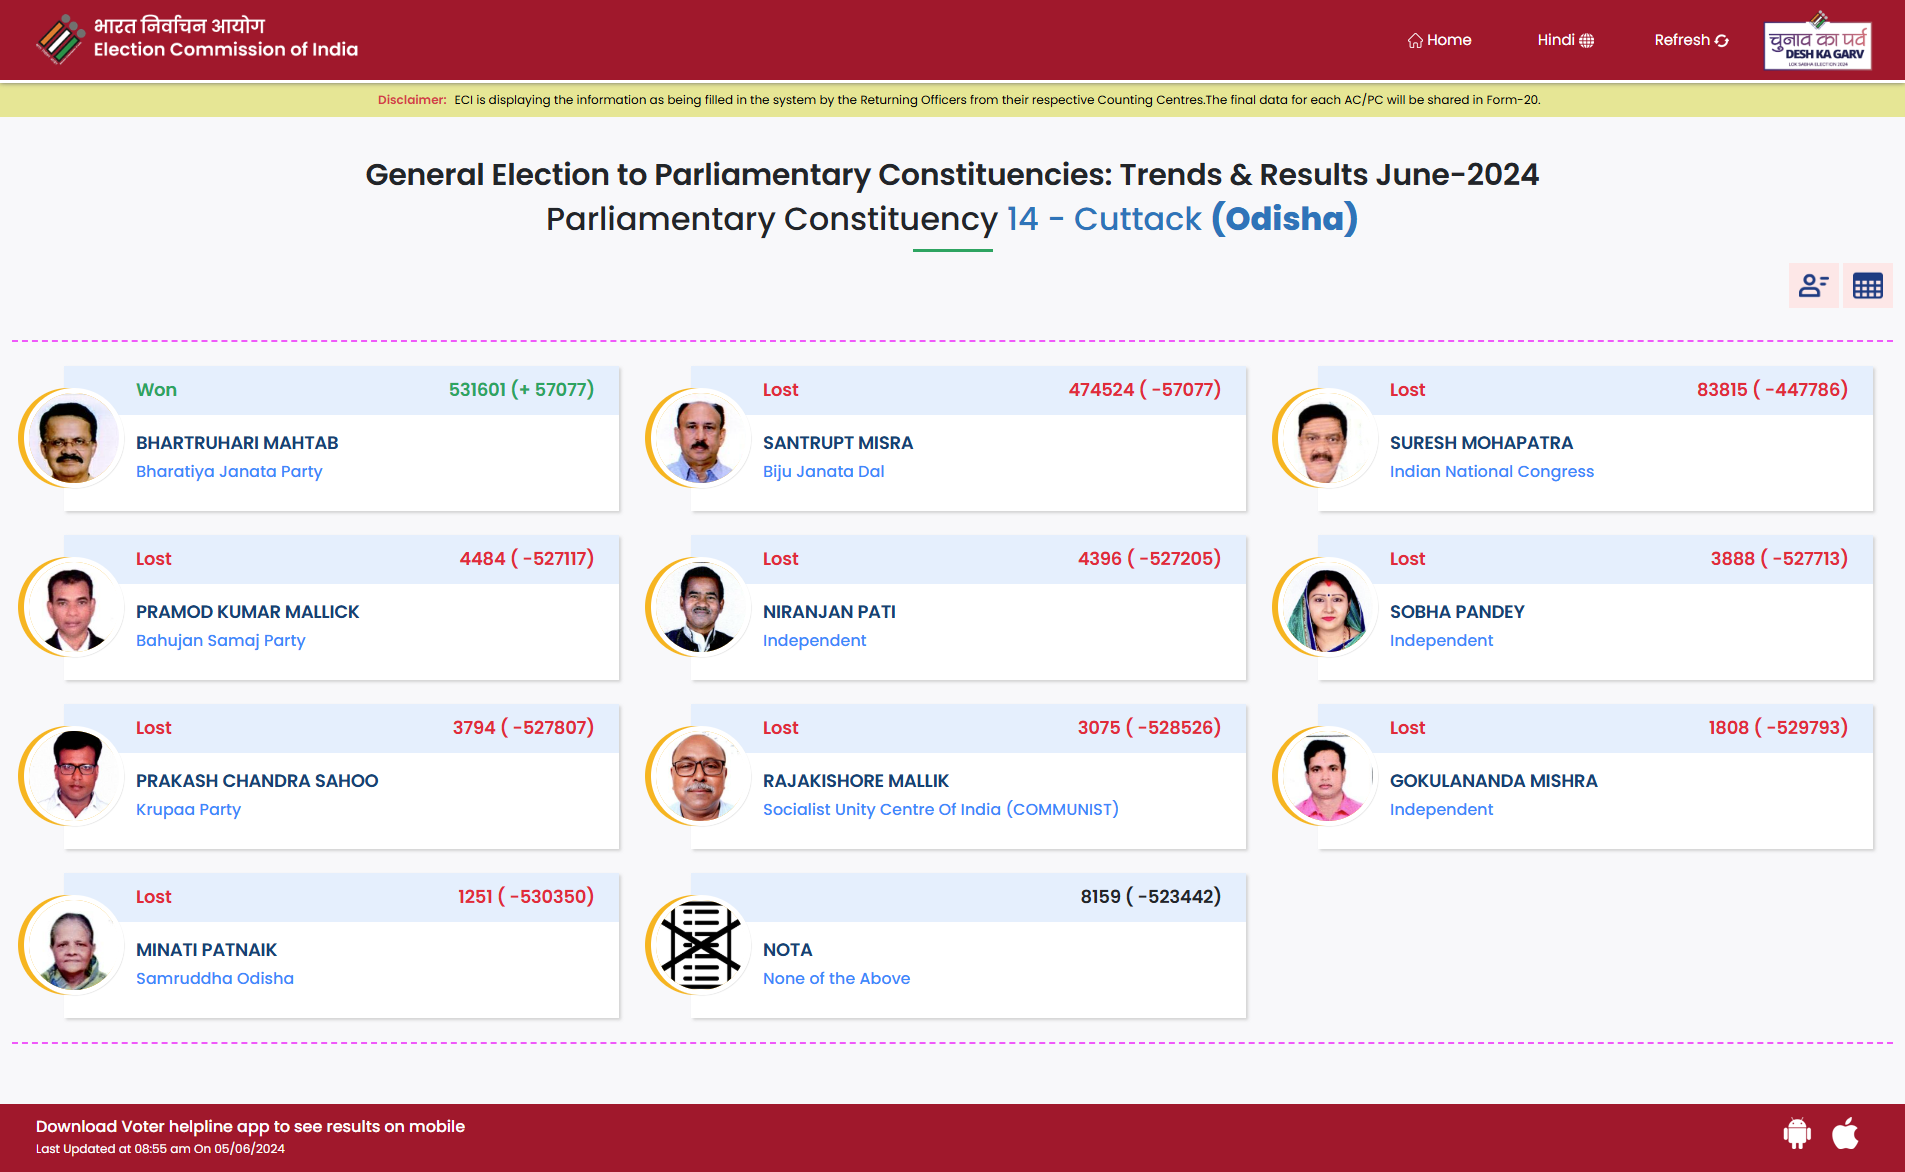 भारत निर्वाचन आयोग
Election Commission of India
Home
Hindi
Refresh
चुनाव का पर्व
DESH KA GARV
LOK SABHA ELECTION 2024
Disclaimer: ECI is displaying the information as being filled in the system by the Returning Officers from their respective Counting Centres.The final data for each AC/PC will be shared in Form-20.
General Election to Parliamentary Constituencies: Trends & Results June-2024
Parliamentary Constituency 14 - Cuttack (Odisha)
Won 531601 (+ 57077)
BHARTRUHARI MAHTAB
Bharatiya Janata Party
Lost 474524 ( -57077)
SANTRUPT MISRA
Biju Janata Dal
Lost 83815 ( -447786)
SURESH MOHAPATRA
Indian National Congress
Lost 4484 ( -527117)
PRAMOD KUMAR MALLICK
Bahujan Samaj Party
Lost 4396 ( -527205)
NIRANJAN PATI
Independent
Lost 3888 ( -527713)
SOBHA PANDEY
Independent
Lost 3794 ( -527807)
PRAKASH CHANDRA SAHOO
Krupaa Party
Lost 3075 ( -528526)
RAJAKISHORE MALLIK
Socialist Unity Centre Of India (COMMUNIST)
Lost 1808 ( -529793)
GOKULANANDA MISHRA
Independent
Lost 1251 ( -530350)
MINATI PATNAIK
Samruddha Odisha
8159 ( -523442)
NOTA
None of the Above
Download Voter helpline app to see results on mobile
Last Updated at 08:55 am On 05/06/2024